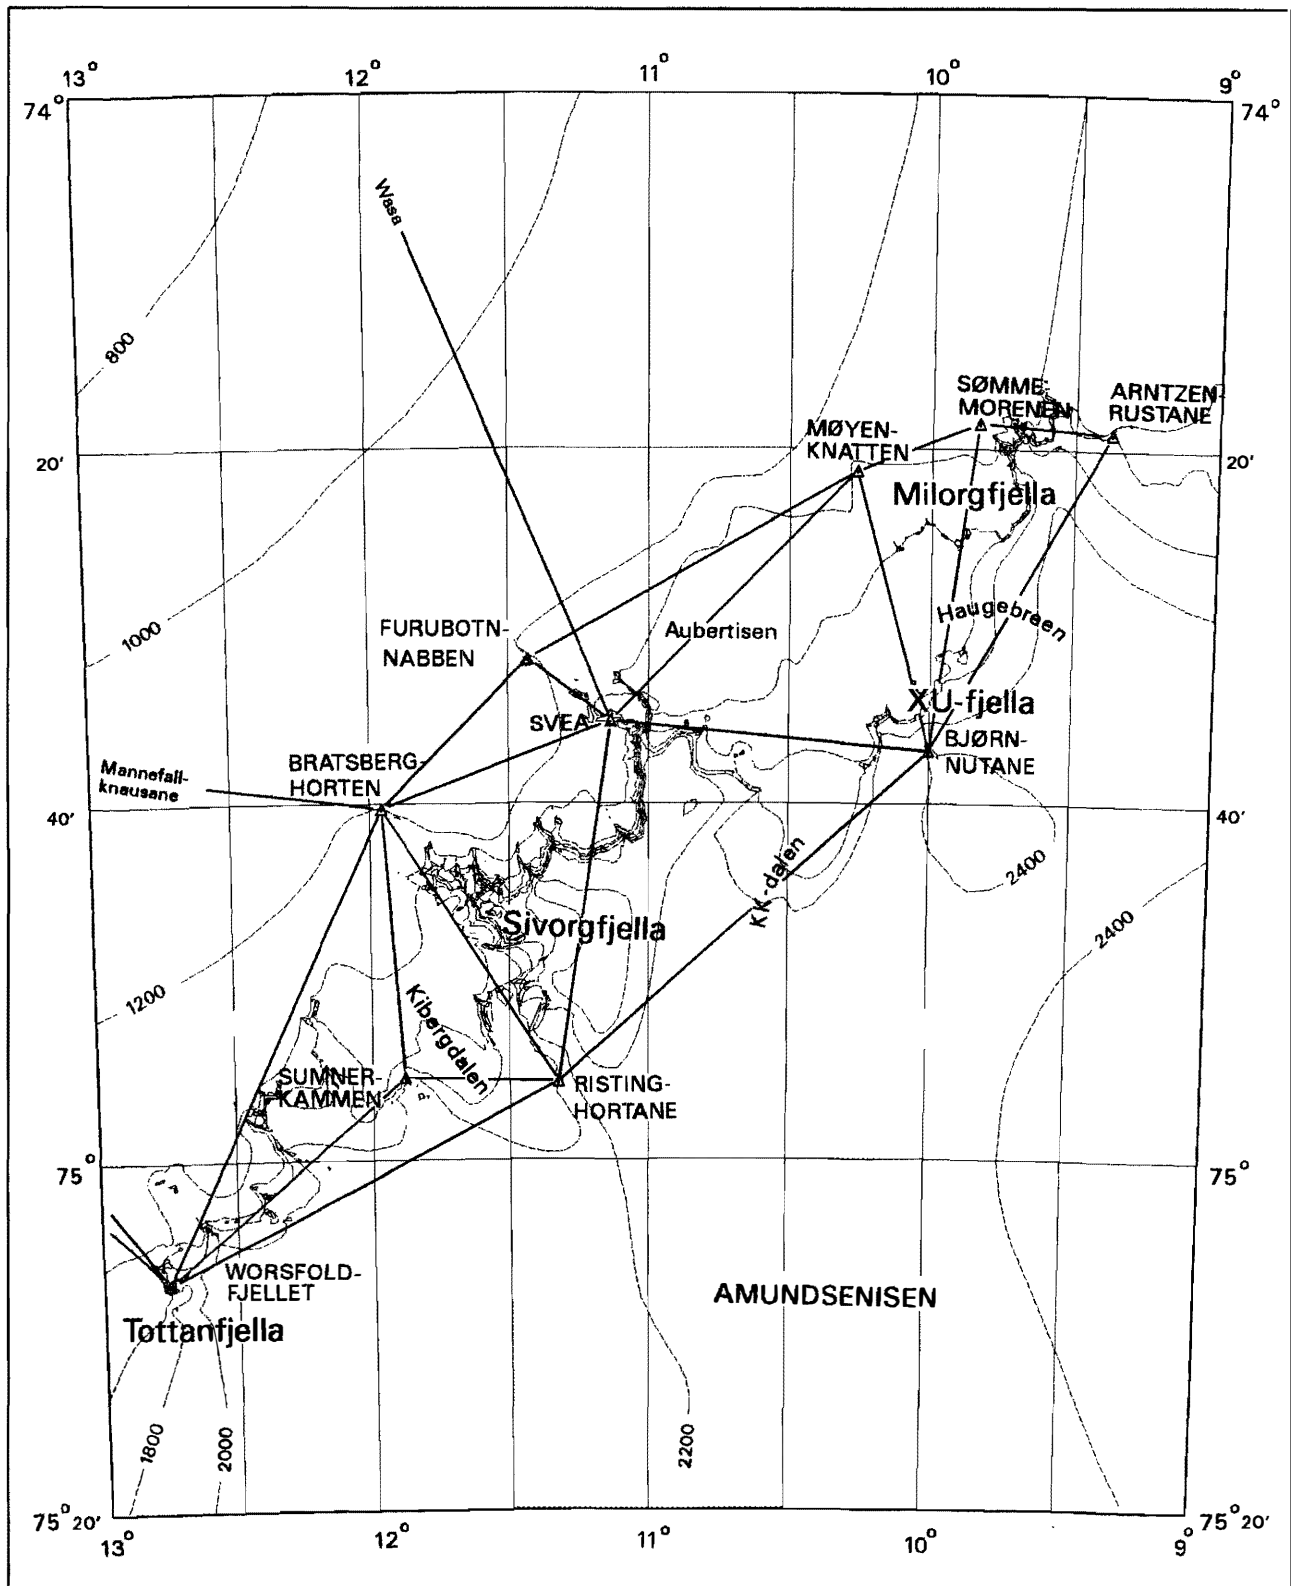 13°
12°
11°
10°
9°
74°
74°
Wasa
800
SØMME-
MORENEN
ARNTZEN-
RUSTANE
MØYEN-
KNATTEN
20'
20'
Milorgfjella
1000
FURUBOTN-
NABBEN
Aubertisen
Haugebreen
XU-fjella
SVEA
BJØRN-
NUTANE
BRATSBERG-
HORTEN
Mannefall-
knausane
40'
40'
KK-dalen
2400
2400
Sivorgfjella
1200
Kibergdalen
SUMNER-
KAMMEN
RISTING-
HORTANE
75°
75°
WORSFOLD-
FJELLET
AMUNDSENISEN
Tottanfjella
1800
2000
2200
75°20'
75°20'
13°
12°
11°
10°
9°